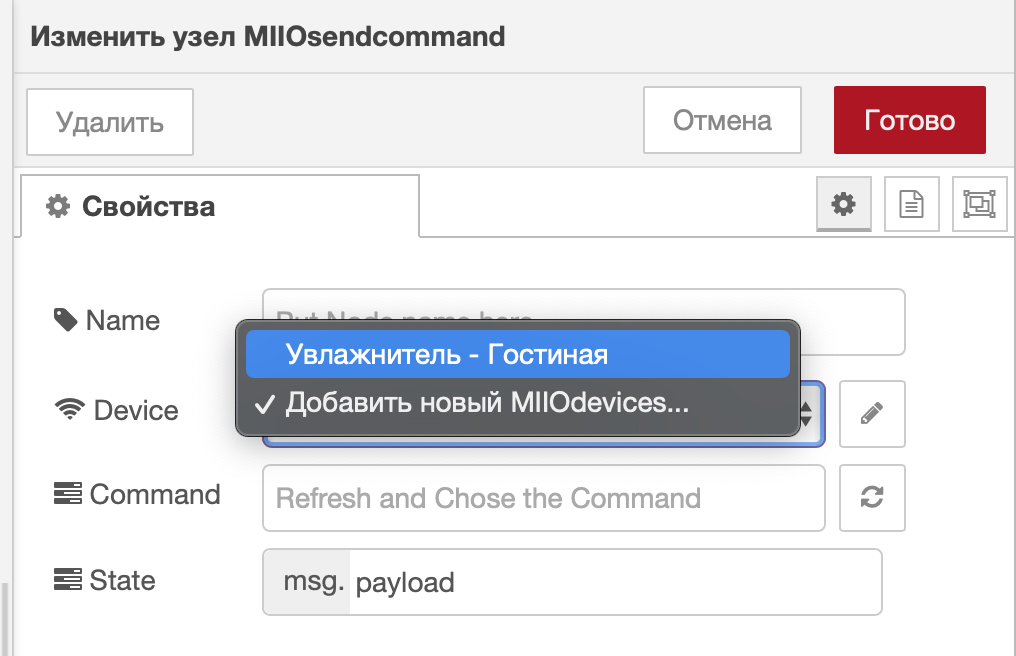 Изменить узел MIIOsendcommand
Удалить
Отмена
Готово
Свойства
Name
Put Node name here
Увлажнитель - Гостиная
Device
✓ Добавить новый MIIOdevices...
Command
Refresh and Chose the Command
State
msg. payload